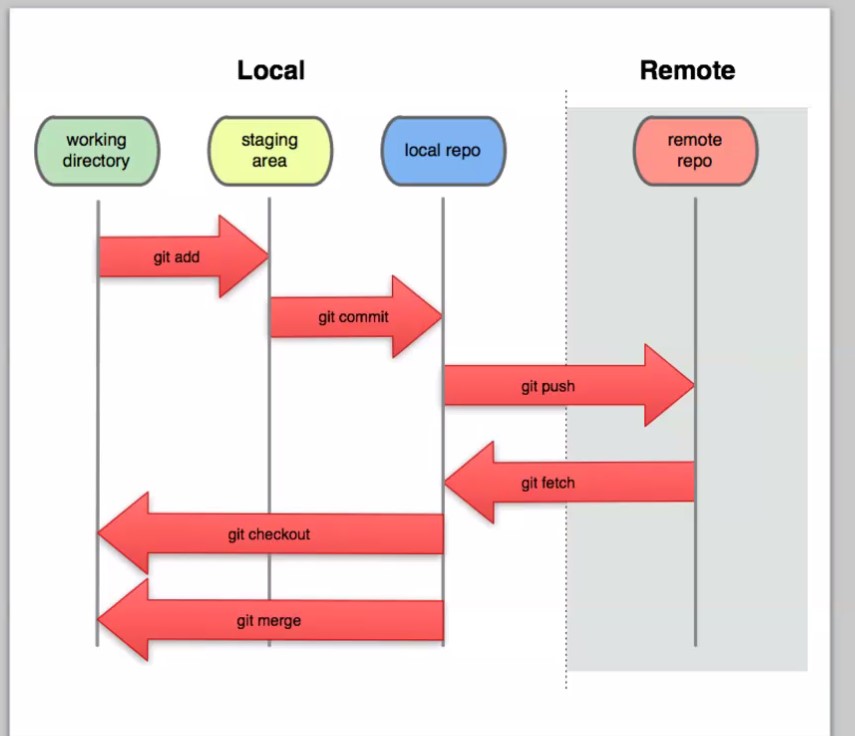 Local
Remote
working
directory
staging
area
local repo
remote
repo
git add
git commit
git push
git fetch
git checkout
git merge